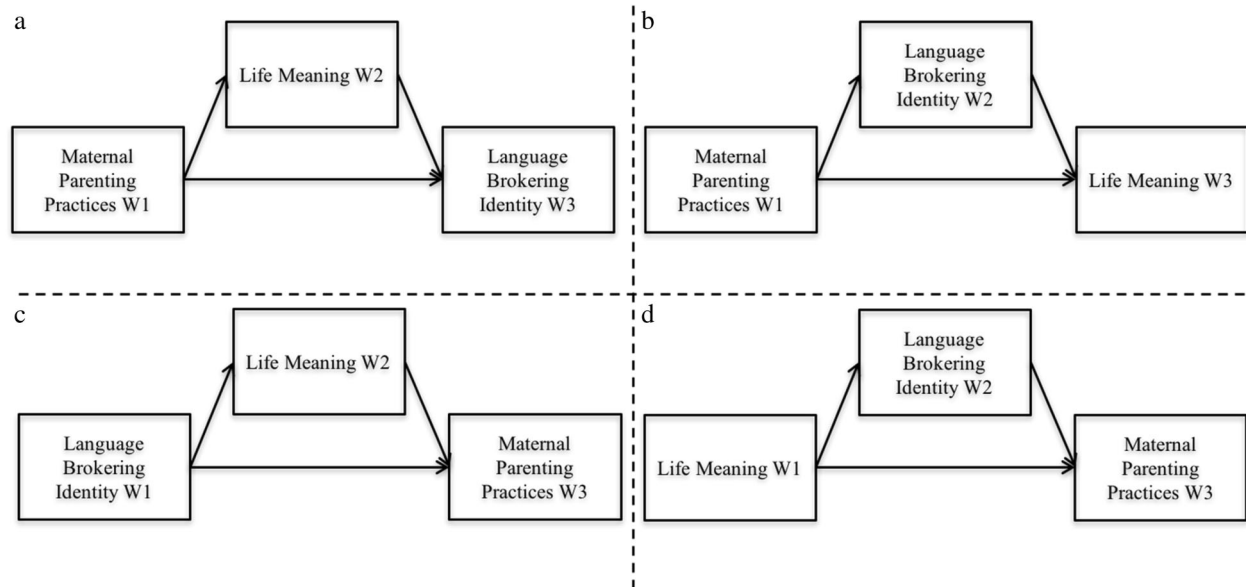 a
Life Meaning W2
Maternal
Parenting
Practices W1
Language
Brokering
Identity W3
b
Language
Brokering
Identity W2
Maternal
Parenting
Practices W1
Life Meaning W3
c
Life Meaning W2
Language
Brokering
Identity W1
Maternal
Parenting
Practices W3
d
Language
Brokering
Identity W2
Life Meaning W1
Maternal
Parenting
Practices W3